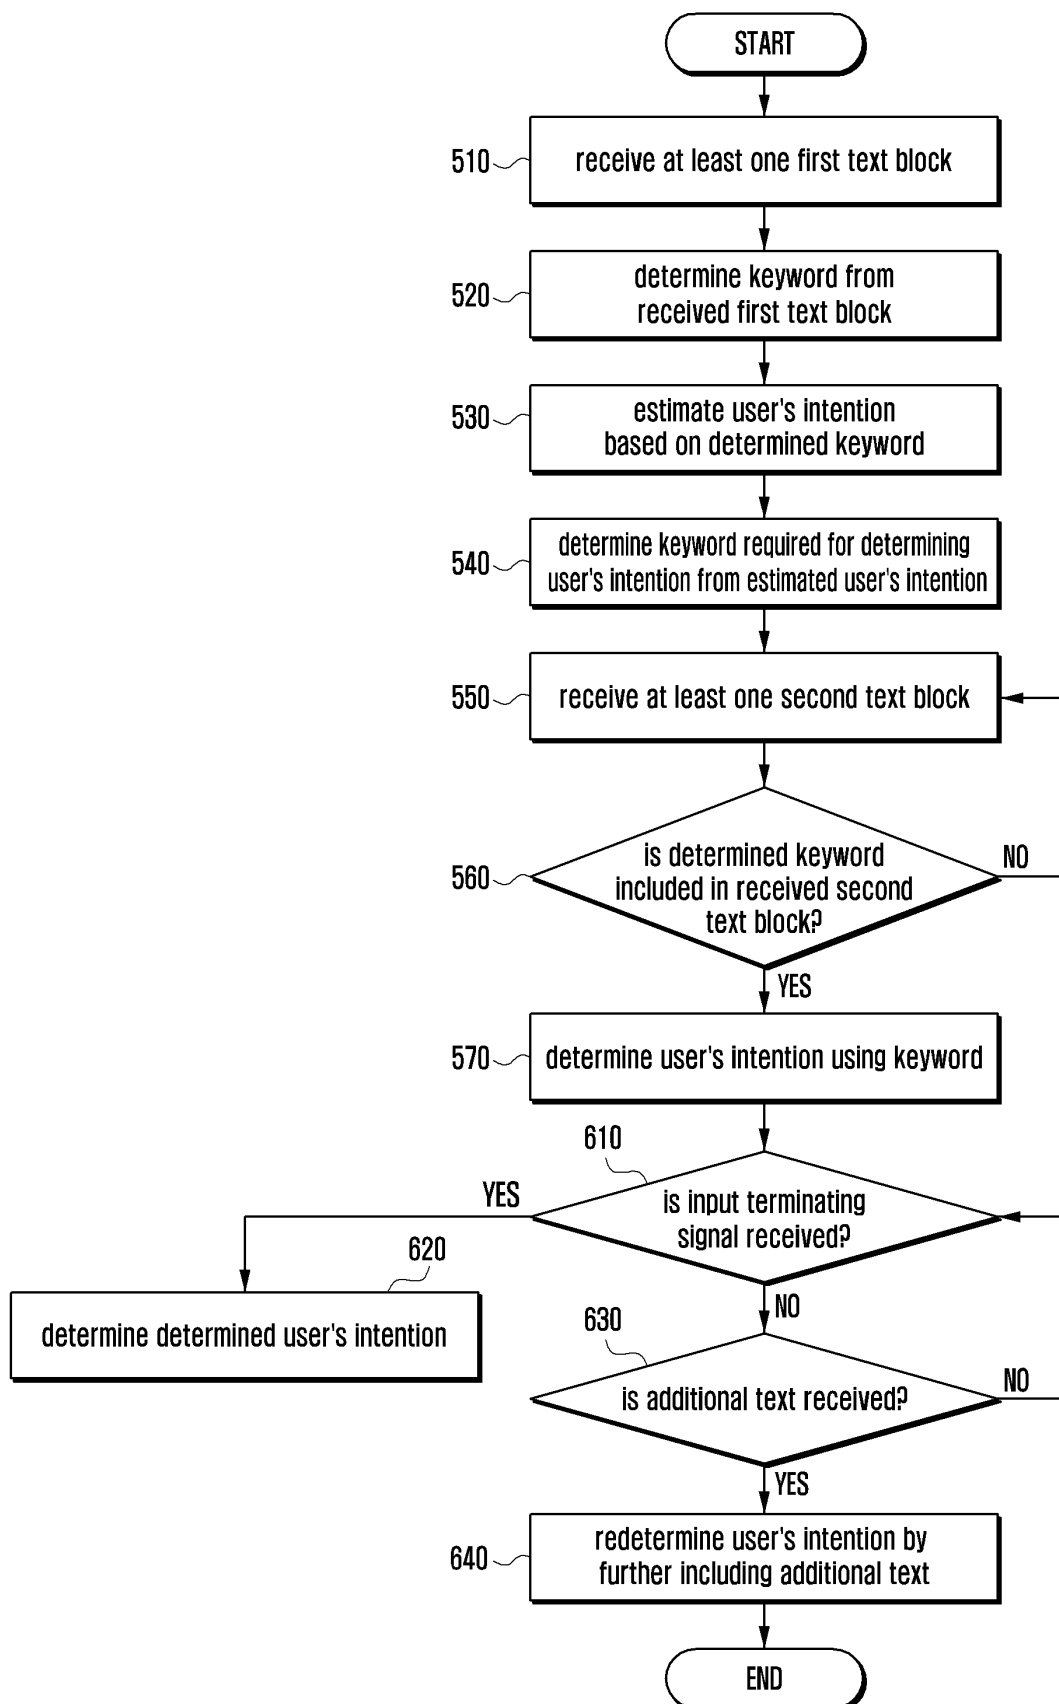 START
510
receive at least one first text block
520
determine keyword from
received first text block
530
estimate user's intention
based on determined keyword
540
determine keyword required for determining
user's intention from estimated user's intention
550
receive at least one second text block
560
is determined keyword
included in received second
text block?
NO
YES
570
determine user's intention using keyword
610
is input terminating
signal received?
YES
620
determine determined user's intention
NO
630
is additional text received?
NO
YES
640
redetermine user's intention by
further including additional text
END